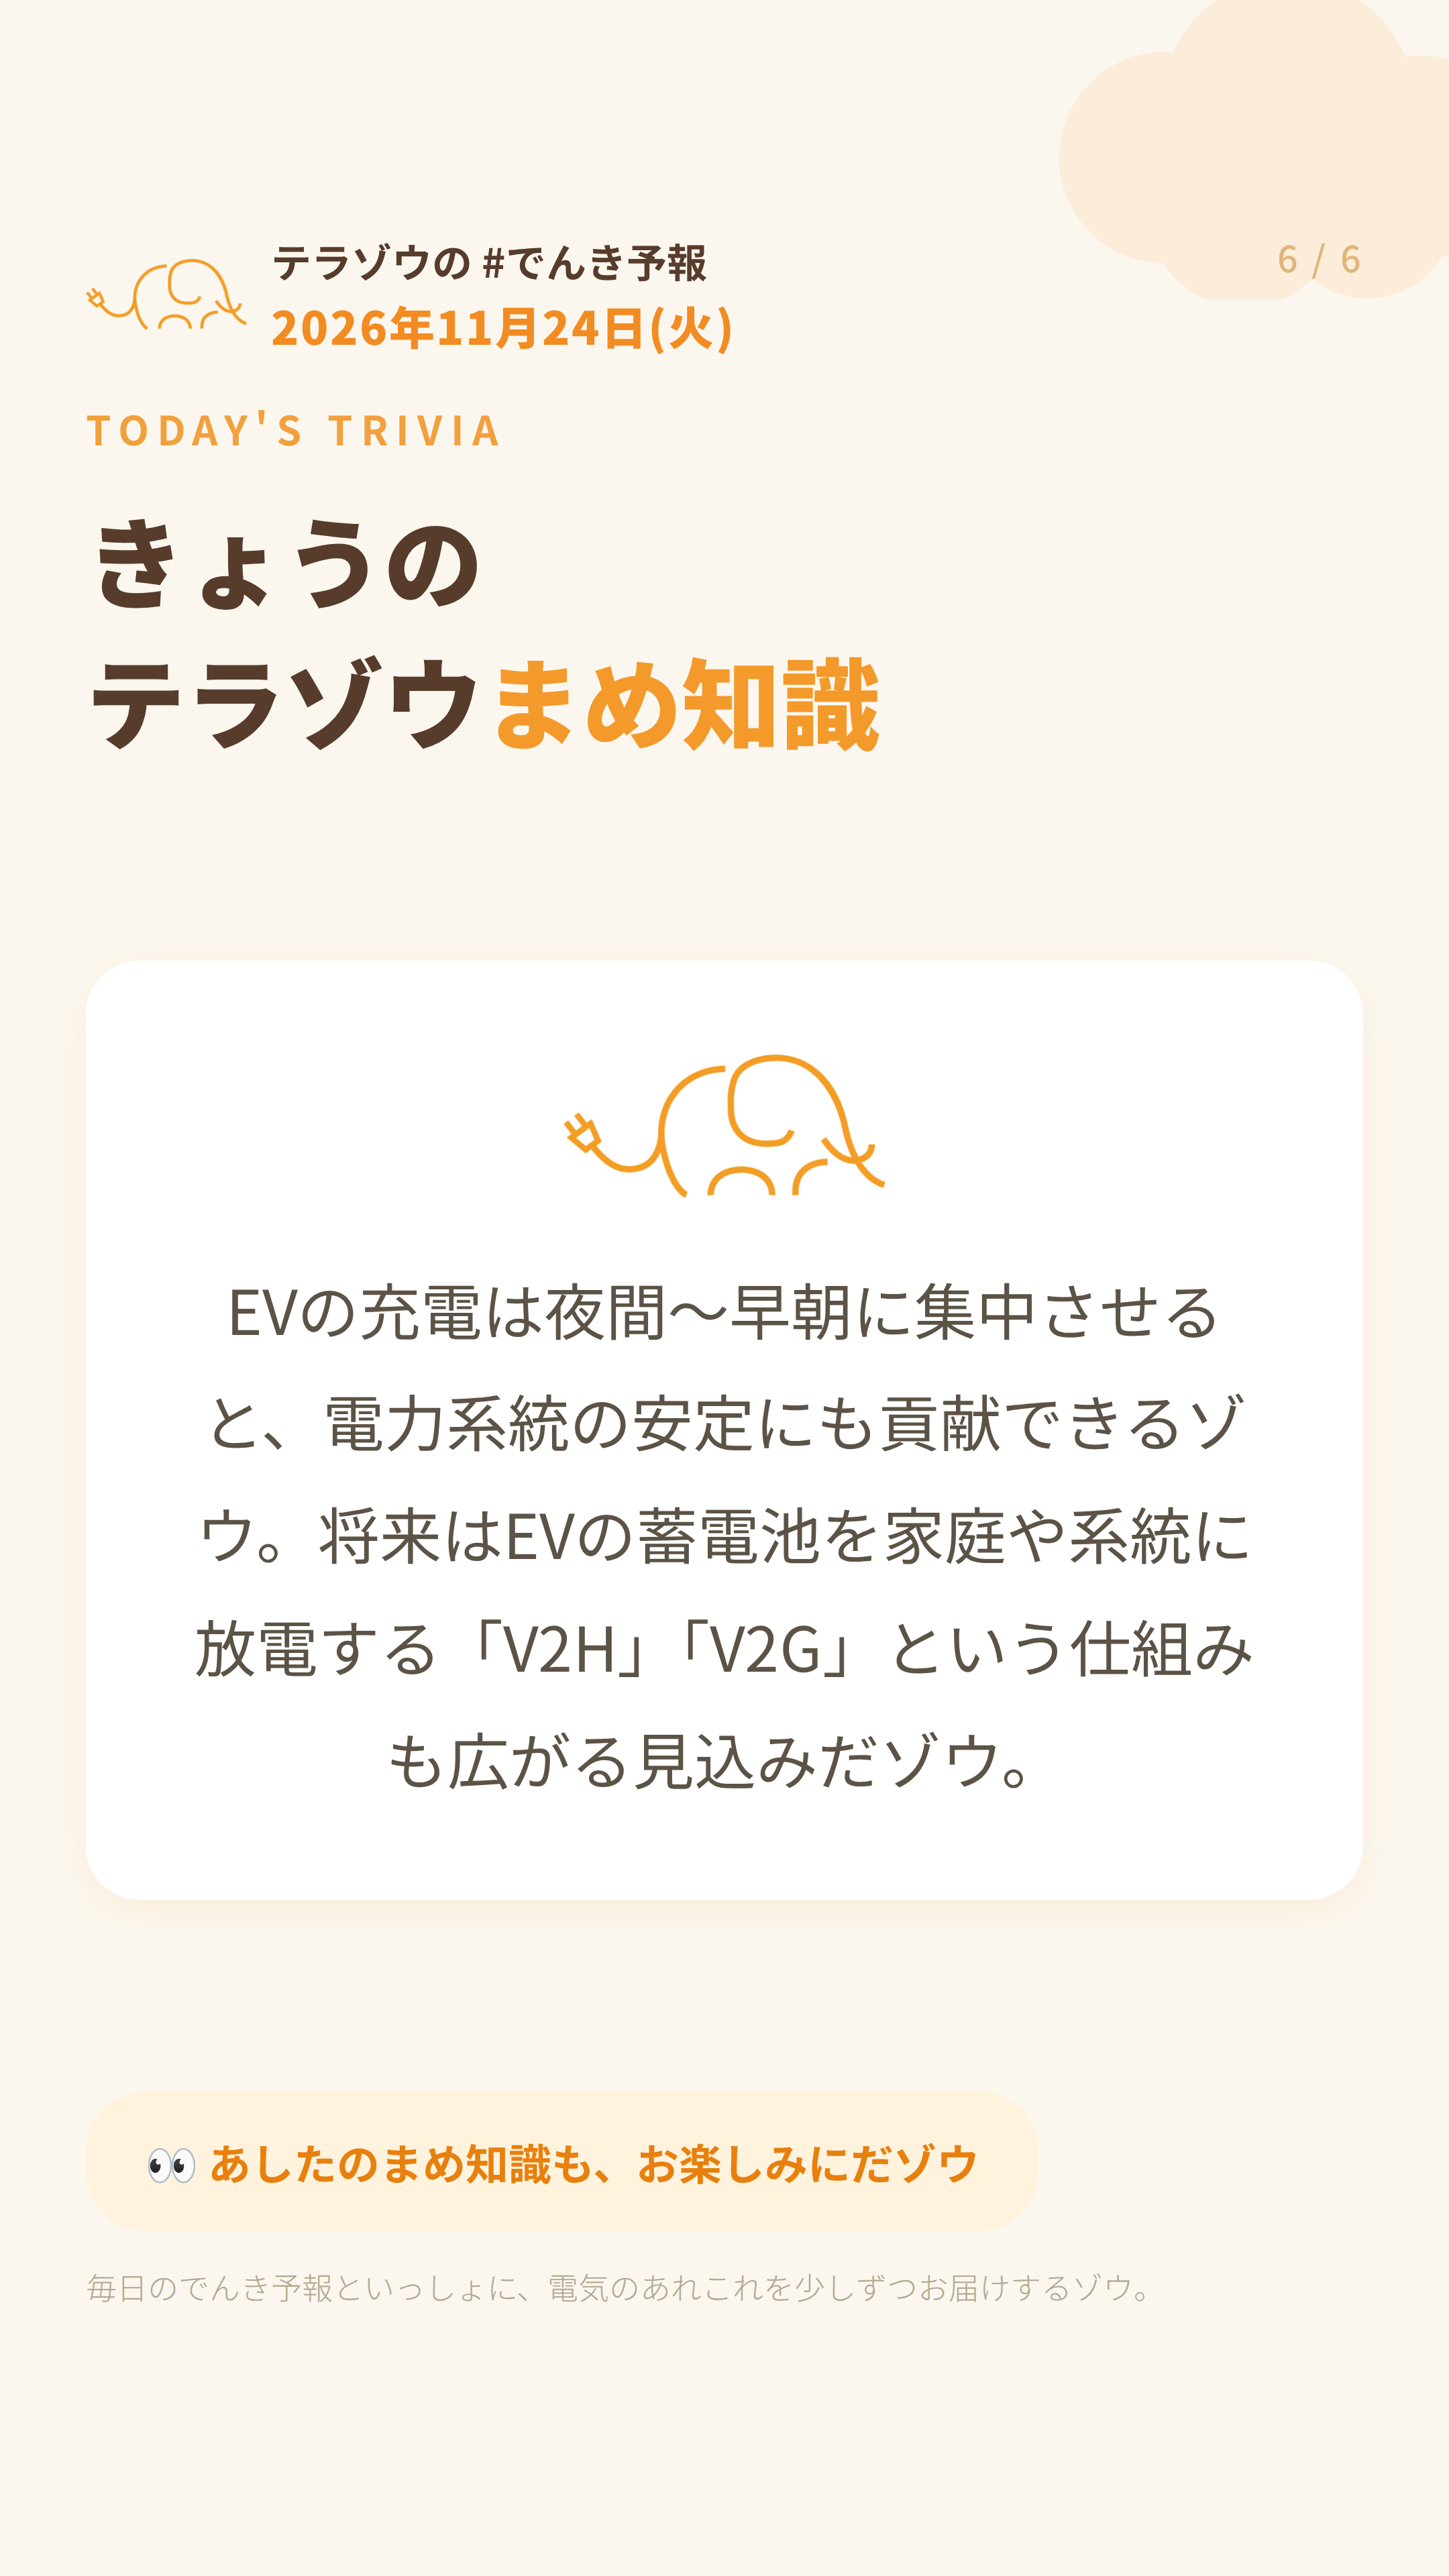 テラゾウの #でんき予報
2026年11月24日(火)
6 / 6
TODAY'S TRIVIA
きょうの
テラゾウまめ知識
EVの充電は夜間〜早朝に集中させる
と、電力系統の安定にも貢献できるゾ
ウ。将来はEVの蓄電池を家庭や系統に
放電する「V2H」「V2G」という仕組み
も広がる見込みだゾウ。
👀 あしたのまめ知識も、お楽しみにだゾウ
毎日のでんき予報といっしょに、電気のあれこれを少しずつお届けするゾウ。